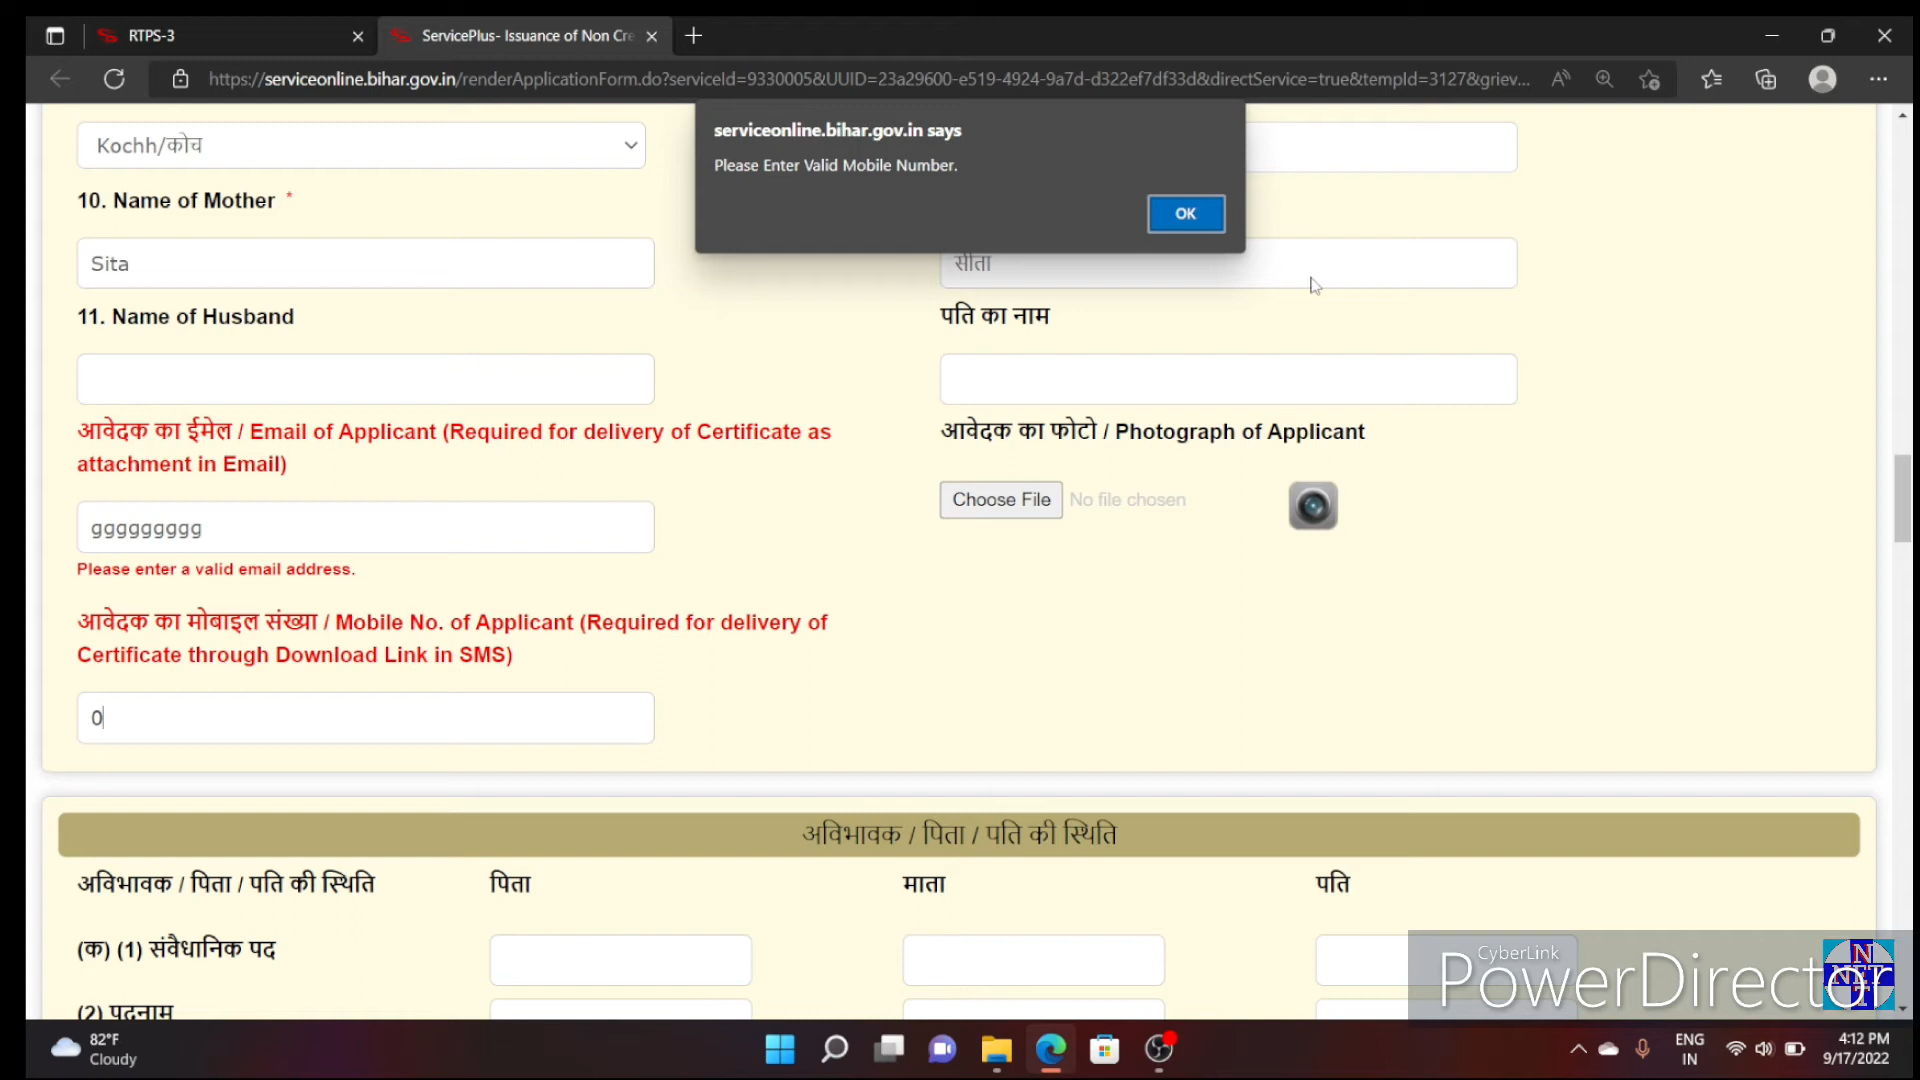 RTPS-3
ServicePlus- Issuance of Non Cre
https://serviceonline.bihar.gov.in/renderApplicationForm.do?serviceId=9330005&UUID=23a29600-e519-4924-9a7d-d322ef7df33d&directService=true&tempId=3127&griev...
serviceonline.bihar.gov.in says
Please Enter Valid Mobile Number.
OK
Kochh/कोच
10. Name of Mother *
Sita
सीता
11. Name of Husband
पति का नाम
आवेदक का ईमेल / Email of Applicant (Required for delivery of Certificate as
attachment in Email)
आवेदक का फोटो / Photograph of Applicant
Choose File No file chosen
ggggggggg
Please enter a valid email address.
आवेदक का मोबाइल संख्या / Mobile No. of Applicant (Required for delivery of
Certificate through Download Link in SMS)
0
अविभावक / पिता / पति की स्थिति
अविभावक / पिता / पति की स्थिति पिता माता पति
(क) (1) संवैधानिक पद
(2) पदनाम
CyberLink
PowerDirector
N
NET
T
82°F
Cloudy
ENG
IN
4:12 PM
9/17/2022